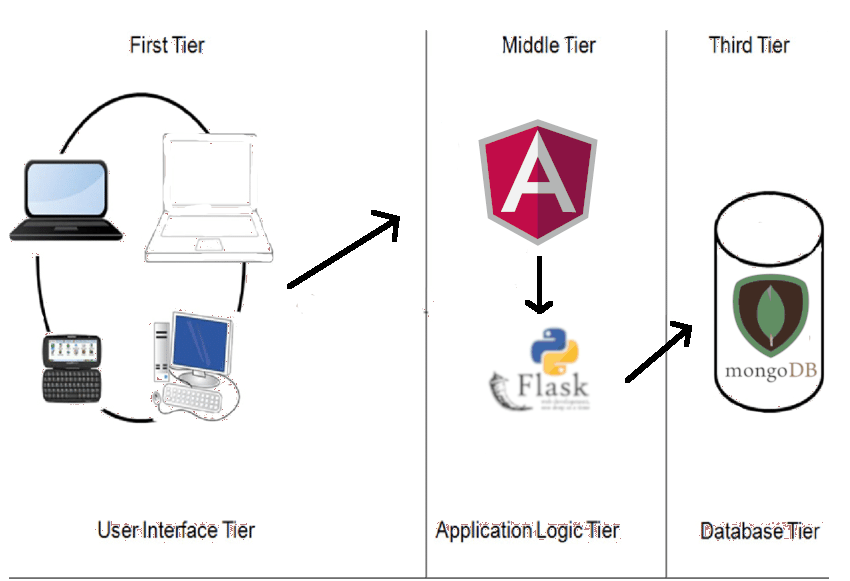 First Tier
Middle Tier
Third Tier
A
Flask
mongoDB
User Interface Tier
Application Logic Tier
Database Tier